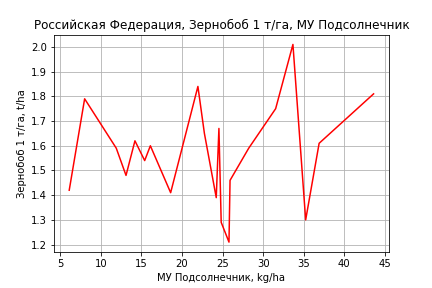 Российская Федерация, Зернобоб 1 т/га, МУ Подсолнечник
2.0
1.9
1.8
1.7
1.6
1.5
1.4
1.3
1.2
Зернобоб 1 т/га, t/ha
5 10 15 20 25 30 35 40 45
МУ Подсолнечник, kg/ha